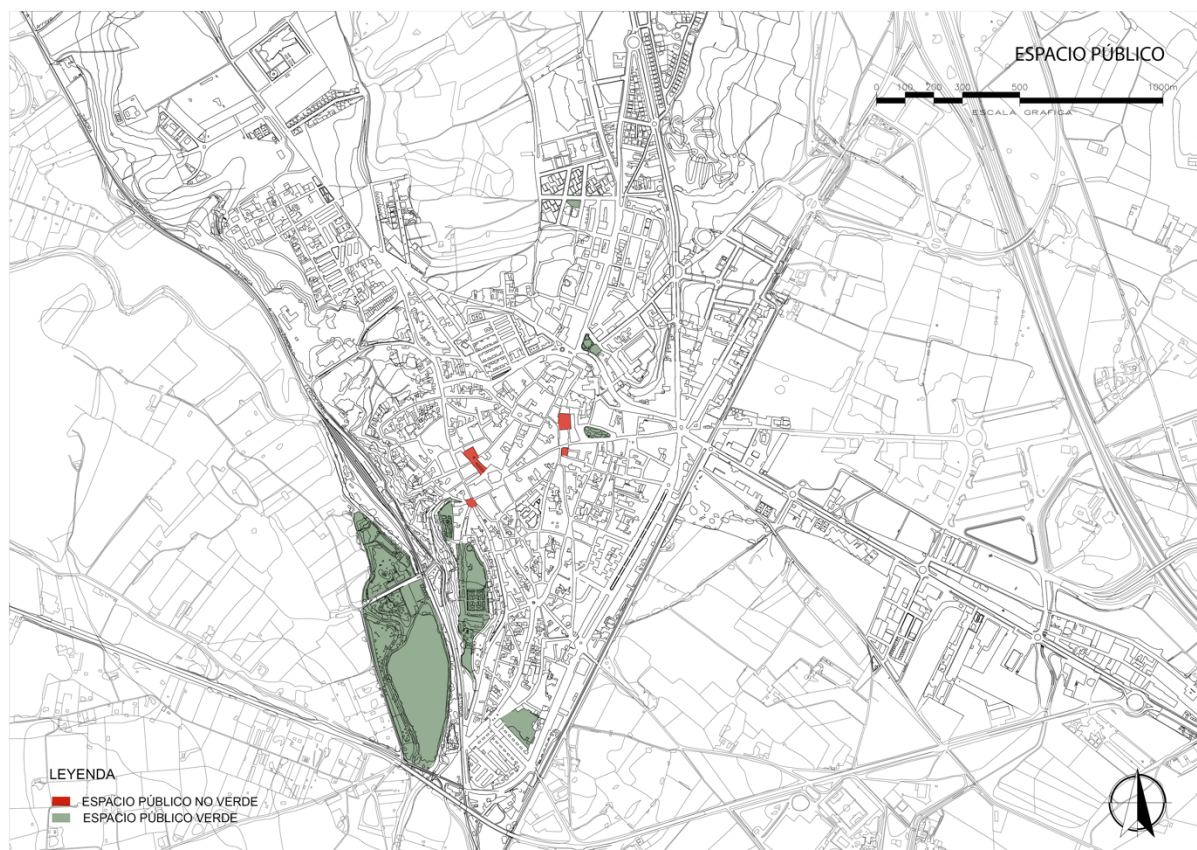 ESPACIO PÚBLICO
0 100 200 300 500 1000m
ESCALA GRAFICA
LEYENDA
ESPACIO PÚBLICO NO VERDE
ESPACIO PÚBLICO VERDE